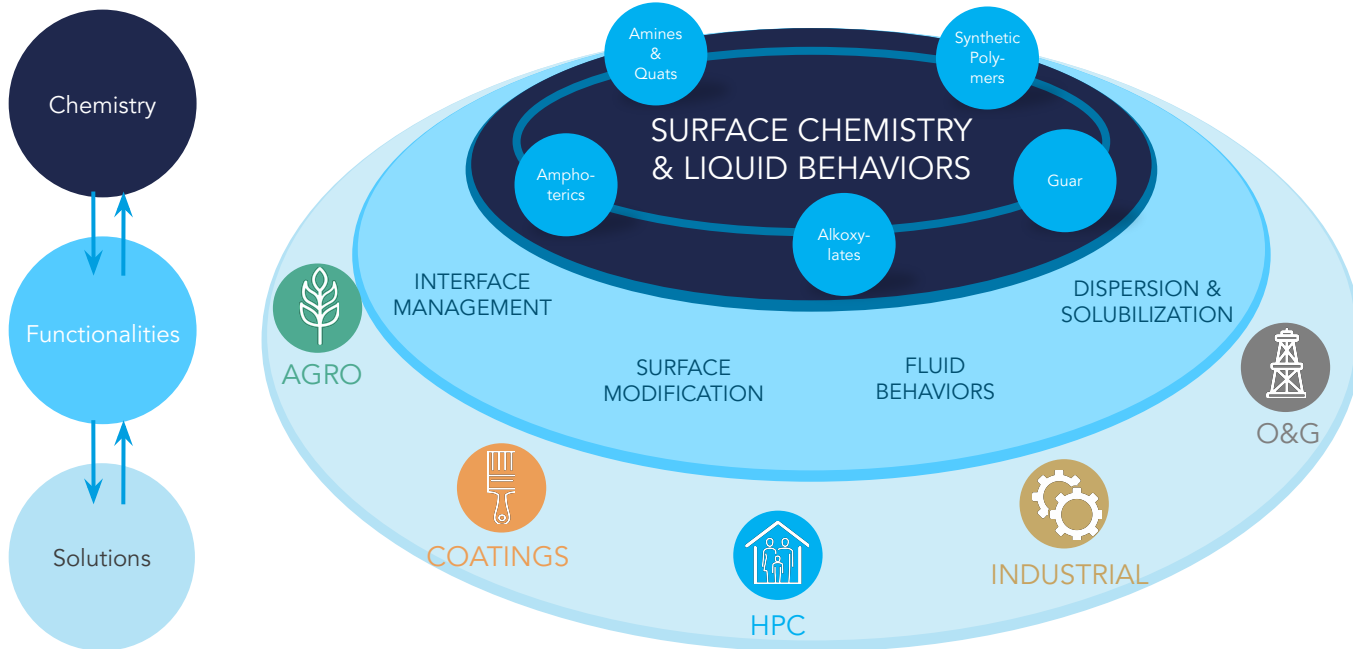 Chemistry
Functionalities
Solutions
Amines
&
Quats
Synthetic
Poly-
mers
SURFACE CHEMISTRY
& LIQUID BEHAVIORS
Ampho-
terics
Guar
Alkoxy-
lates
INTERFACE
MANAGEMENT
DISPERSION &
SOLUBILIZATION
SURFACE
MODIFICATION
FLUID
BEHAVIORS
AGRO
O&G
COATINGS
INDUSTRIAL
HPC